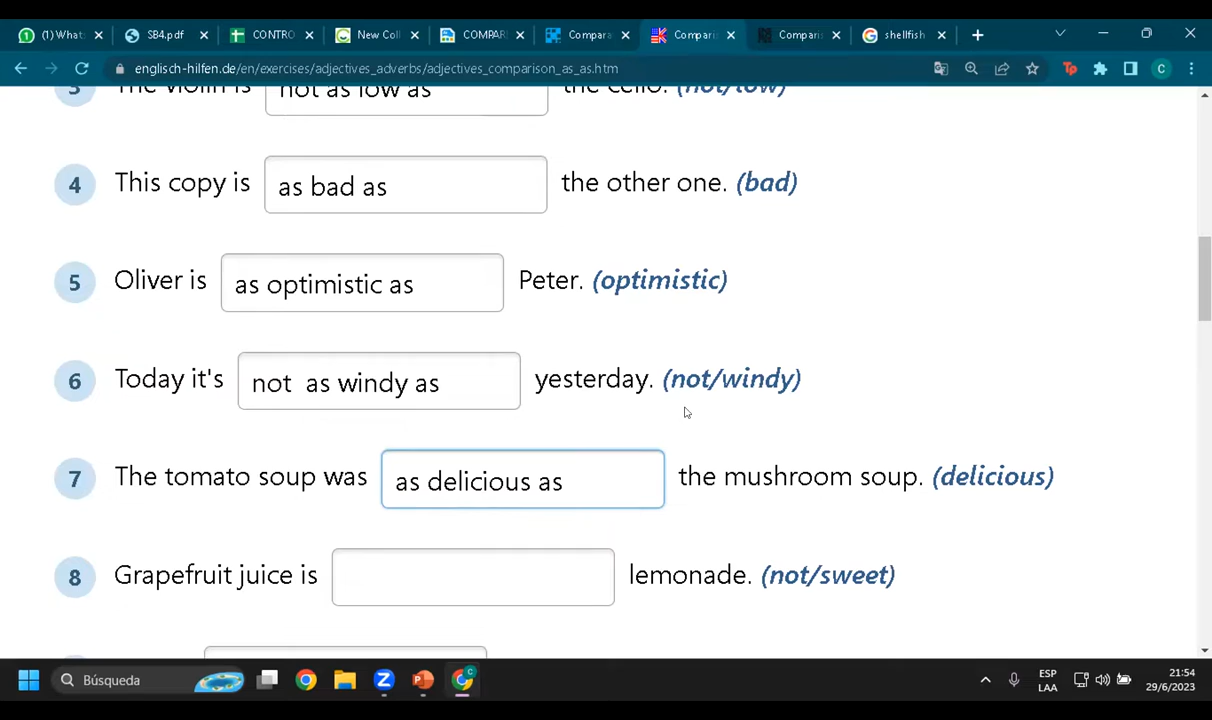 (1) What: SB4.pdf CONTRO New Coll COMPAR Compara Compari Compari shellfish
englisch-hilfen.de/en/exercises/adjectives_adverbs/adjectives_comparison_as_as.htm
3 The violin is not as low as the cello. (not/low)
4 This copy is as bad as the other one. (bad)
5 Oliver is as optimistic as Peter. (optimistic)
6 Today it's not as windy as yesterday. (not/windy)
7 The tomato soup was as delicious as the mushroom soup. (delicious)
8 Grapefruit juice is lemonade. (not/sweet)
Búsqueda ESP 21:54
LAA 29/6/2023